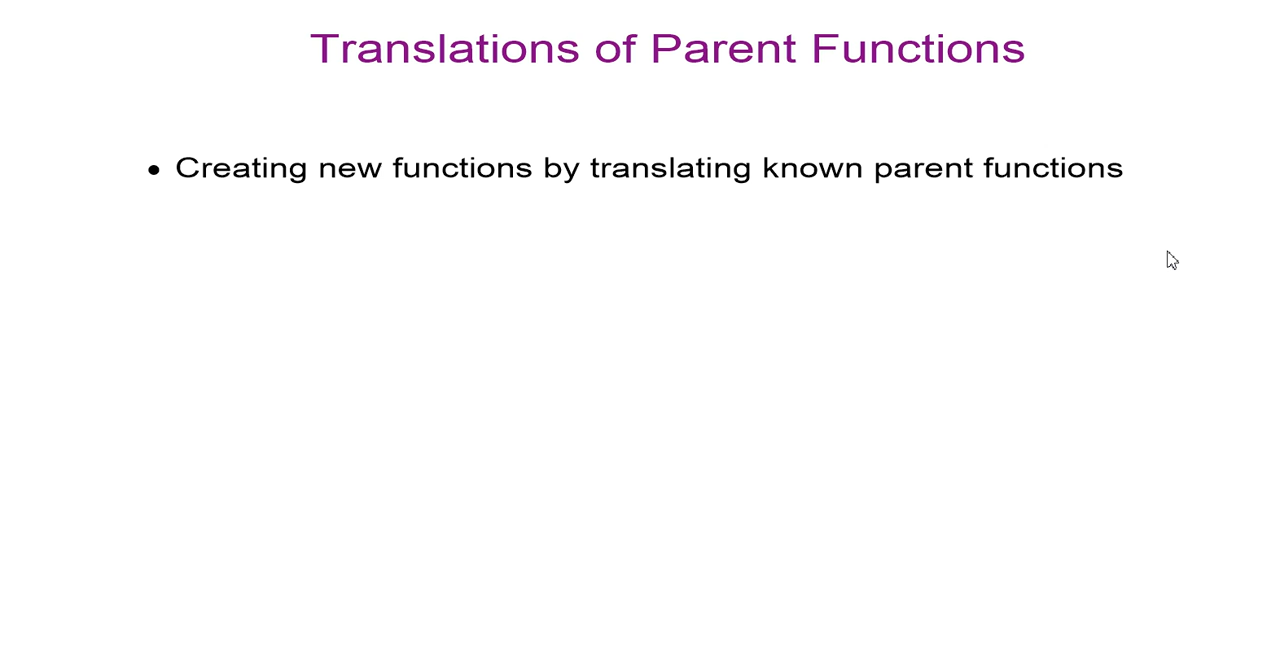 Translations of Parent Functions
• Creating new functions by translating known parent functions